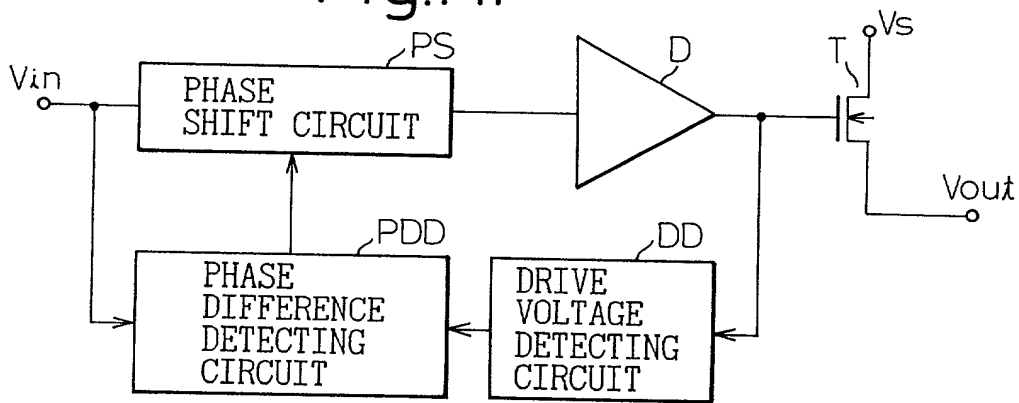 Vin
PS
PHASE
SHIFT CIRCUIT
D
T
Vs
Vout
PDD
PHASE
DIFFERENCE
DETECTING
CIRCUIT
DD
DRIVE
VOLTAGE
DETECTING
CIRCUIT